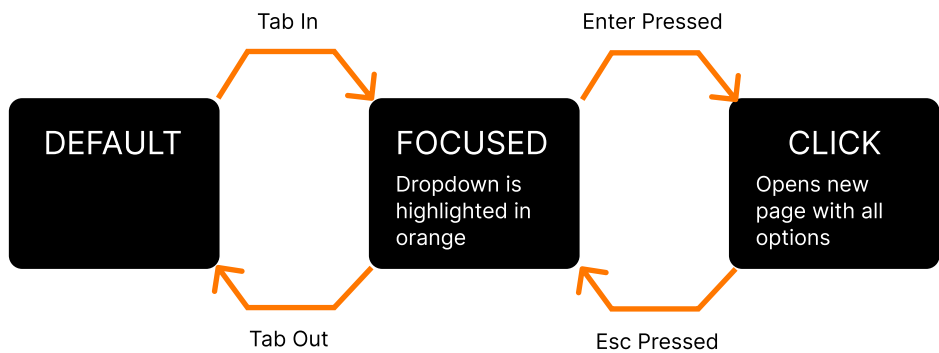 Tab In
Enter Pressed
DEFAULT
FOCUSED
Dropdown is
highlighted in
orange
CLICK
Opens new
page with all
options
Tab Out
Esc Pressed